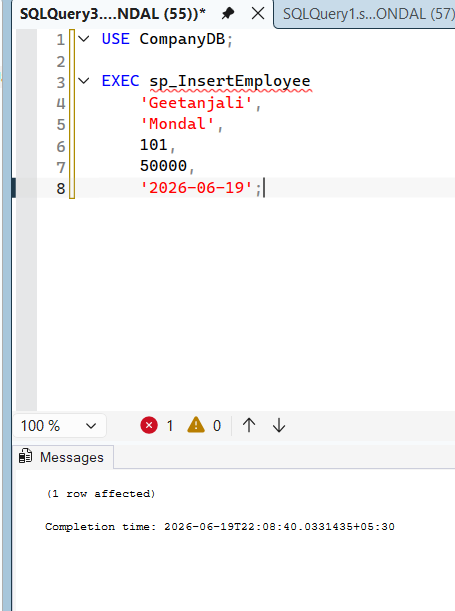 SQLQuery3....NDAL (55))* SQLQuery1.s...ONDAL (57)
1 USE CompanyDB;
2
3 EXEC sp_InsertEmployee
4 'Geetanjali',
5 'Mondal',
6 101,
7 50000,
8 '2026-06-19';
100 % 1 0
Messages
(1 row affected)
Completion time: 2026-06-19T22:08:40.0331435+05:30